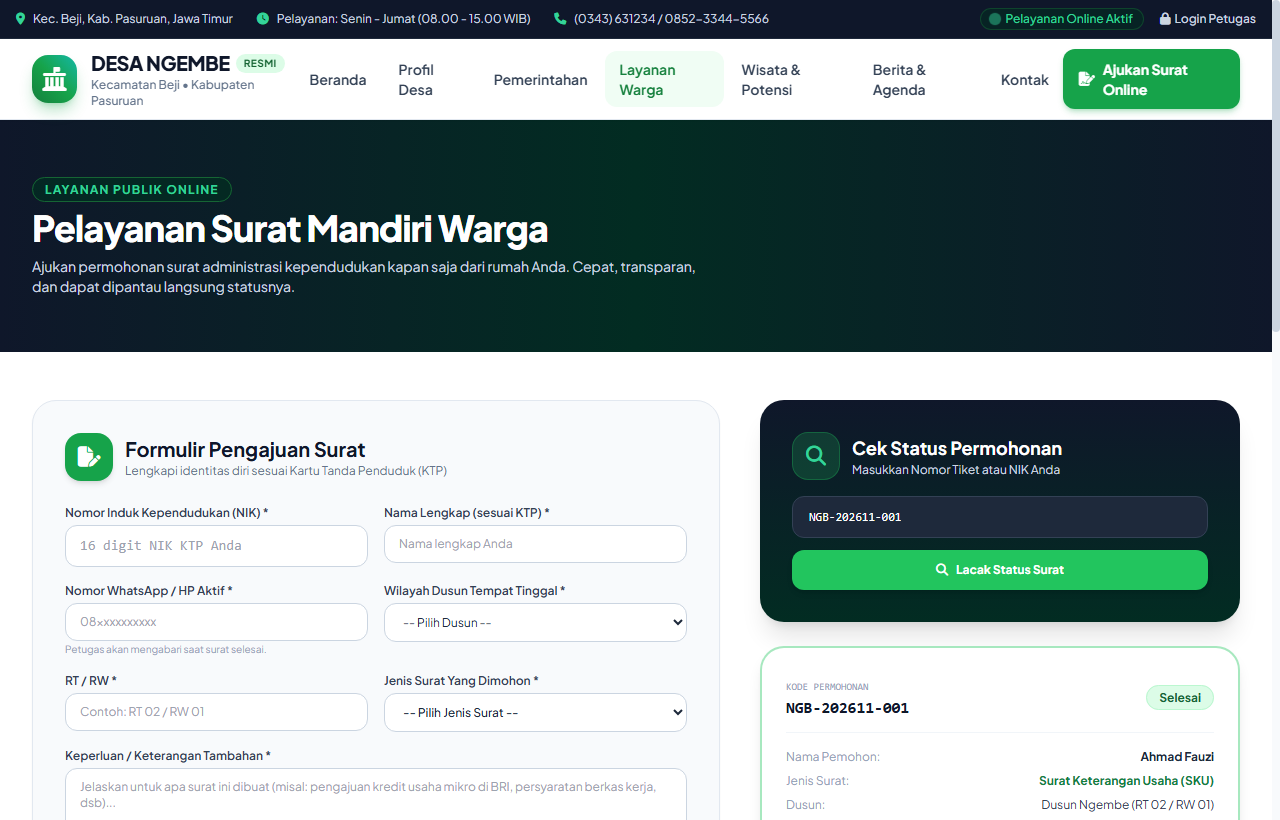 Kec. Beji, Kab. Pasuruan, Jawa Timur
Pelayanan: Senin - Jumat (08.00 - 15.00 WIB)
(0343) 631234 / 0852-3344-5566
Pelayanan Online Aktif
Login Petugas
DESA NGEMBE
RESMI
Kecamatan Beji • Kabupaten
Pasuruan
Beranda
Profil
Desa
Pemerintahan
Layanan
Warga
Wisata &
Potensi
Berita &
Agenda
Kontak
Ajukan Surat
Online
LAYANAN PUBLIK ONLINE
Pelayanan Surat Mandiri Warga
Ajukan permohonan surat administrasi kependudukan kapan saja dari rumah Anda. Cepat, transparan,
dan dapat dipantau langsung statusnya.
Formulir Pengajuan Surat
Lengkapi identitas diri sesuai Kartu Tanda Penduduk (KTP)
Nomor Induk Kependudukan (NIK) *
16 digit NIK KTP Anda
Nama Lengkap (sesuai KTP) *
Nama lengkap Anda
Nomor WhatsApp / HP Aktif *
08xxxxxxxxxx
Petugas akan mengabari saat surat selesai.
Wilayah Dusun Tempat Tinggal *
-- Pilih Dusun --
RT / RW *
Contoh: RT 02 / RW 01
Jenis Surat Yang Dimohon *
-- Pilih Jenis Surat --
Keperluan / Keterangan Tambahan *
Jelaskan untuk apa surat ini dibuat (misal: pengajuan kredit usaha mikro di BRI, persyaratan berkas kerja,
dsb)...
Cek Status Permohonan
Masukkan Nomor Tiket atau NIK Anda
NGB-202611-001
Lacak Status Surat
KODE PERMOHONAN
NGB-202611-001
Selesai
Nama Pemohon:
Ahmad Fauzi
Jenis Surat:
Surat Keterangan Usaha (SKU)
Dusun:
Dusun Ngembe (RT 02 / RW 01)